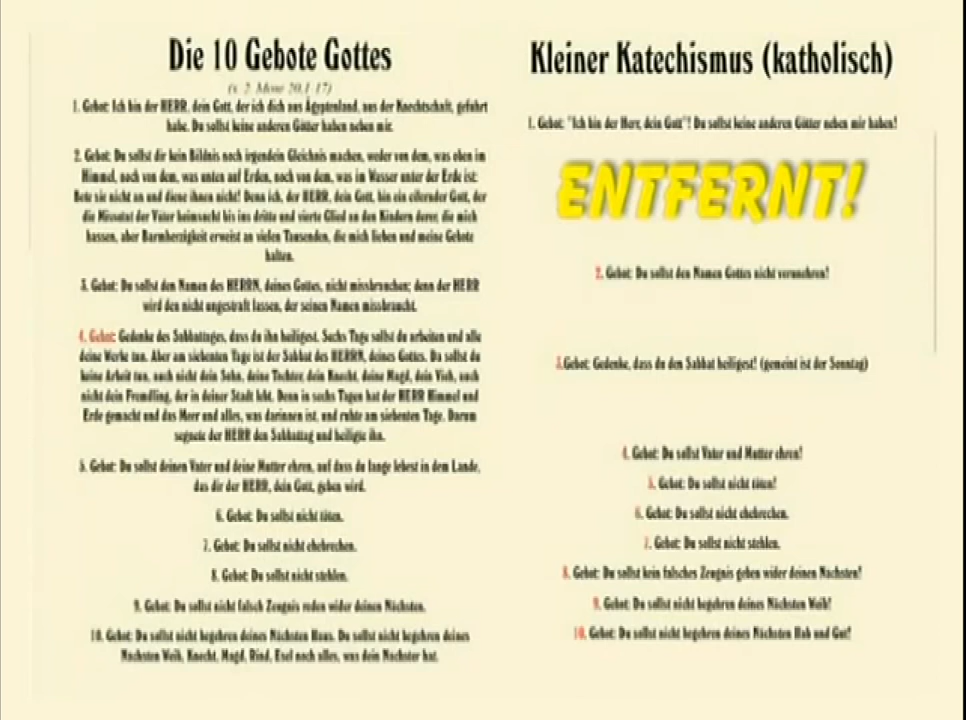 Die 10 Gebote Gottes
(s. 2. Mose 20,1-17)
1. Gebot: Ich bin der HERR, dein Gott, der ich dich aus Ägyptenland, aus der Knechtschaft, geführt
habe. Du sollst keine anderen Götter haben neben mir.
2. Gebot: Du sollst dir kein Bildnis noch irgendein Gleichnis machen, weder von dem, was oben im
Himmel, noch von dem, was unten auf Erden, noch von dem, was im Wasser unter der Erde ist:
Bete sie nicht an und diene ihnen nicht! Denn ich, der HERR, dein Gott, bin ein eifernder Gott, der
die Missetat der Väter heimsucht bis ins dritte und vierte Glied an den Kindern derer, die mich
hassen, aber Barmherzigkeit erweist an vielen Tausenden, die mich lieben und meine Gebote
halten.
3. Gebot: Du sollst den Namen des HERRN, deines Gottes, nicht missbrauchen; denn der HERR
wird den nicht ungestraft lassen, der seinen Namen missbraucht.
4. Gebot: Gedenke des Sabbattages, dass du ihn heiligest. Sechs Tage sollst du arbeiten und alle
deine Werke tun. Aber am siebenten Tage ist der Sabbat des HERRN, deines Gottes. Da sollst du
keine Arbeit tun, auch nicht dein Sohn, deine Tochter, dein Knecht, deine Magd, dein Vieh, auch
nicht dein Fremdling, der in deiner Stadt lebt. Denn in sechs Tagen hat der HERR Himmel und
Erde gemacht und das Meer und alles, was darinnen ist, und ruhte am siebenten Tage. Darum
segnete der HERR den Sabbattag und heiligte ihn.
5. Gebot: Du sollst deinen Vater und deine Mutter ehren, auf dass du lange lebest in dem Lande,
das dir der HERR, dein Gott, geben wird.
6. Gebot: Du sollst nicht töten.
7. Gebot: Du sollst nicht ehebrechen.
8. Gebot: Du sollst nicht stehlen.
9. Gebot: Du sollst nicht falsch Zeugnis reden wider deinen Nächsten.
10. Gebot: Du sollst nicht begehren deines Nächsten Haus. Du sollst nicht begehren deines
Nächsten Weib, Knecht, Magd, Rind, Esel noch alles, was dein Nächster hat.
Kleiner Katechismus (katholisch)
1. Gebot: "Ich bin der Herr, dein Gott"! Du sollst keine anderen Götter neben mir haben!
ENTFERNT!
2. Gebot: Du sollst den Namen Gottes nicht verunehren!
3.Gebot: Gedenke, dass du den Sabbat heiligest! (gemeint ist der Sonntag)
4. Gebot: Du sollst Vater und Mutter ehren!
5. Gebot: Du sollst nicht töten!
6. Gebot: Du sollst nicht ehebrechen.
7. Gebot: Du sollst nicht stehlen.
8. Gebot: Du sollst kein falsches Zeugnis geben wider deinen Nächsten!
9. Gebot: Du sollst nicht begehren deines Nächsten Weib!
10. Gebot: Du sollst nicht begehren deines Nächsten Hab und Gut!